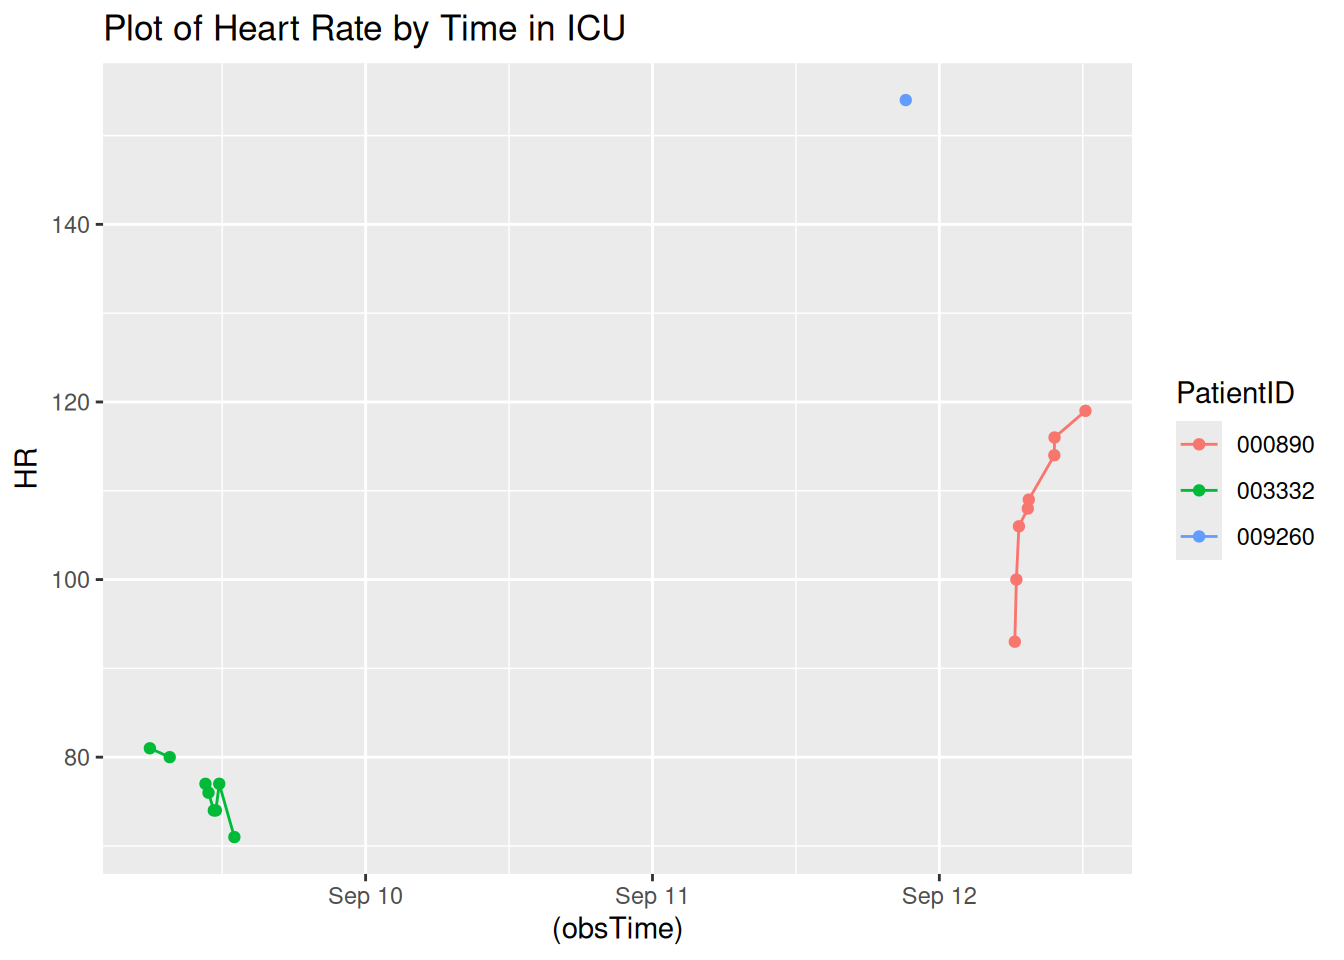 Plot of Heart Rate by Time in ICU
HR
140
120
100
80
Sep 10
Sep 11
Sep 12
(obsTime)
PatientID
000890
003332
009260